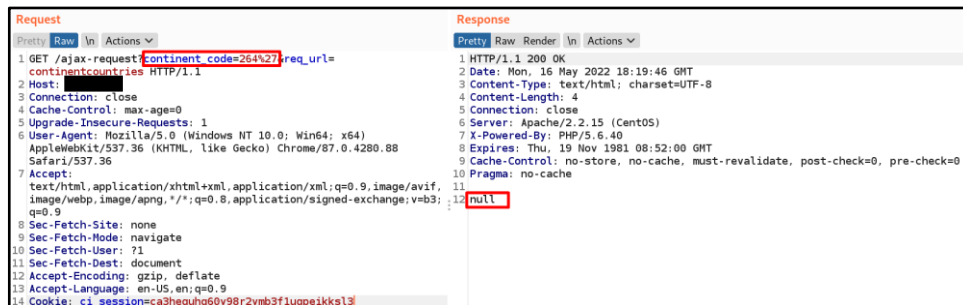 Request
Pretty Raw \n Actions
1 GET /ajax-request?continent_code=264%27&req_url=
continentcountries HTTP/1.1
2 Host:
3 Connection: close
4 Cache-Control: max-age=0
5 Upgrade-Insecure-Requests: 1
6 User-Agent: Mozilla/5.0 (Windows NT 10.0; Win64; x64)
AppleWebKit/537.36 (KHTML, like Gecko) Chrome/87.0.4280.88
Safari/537.36
7 Accept:
text/html,application/xhtml+xml,application/xml;q=0.9,image/avif,
image/webp,image/apng,*/*;q=0.8,application/signed-exchange;v=b3;
q=0.9
8 Sec-Fetch-Site: none
9 Sec-Fetch-Mode: navigate
10 Sec-Fetch-User: ?1
11 Sec-Fetch-Dest: document
12 Accept-Encoding: gzip, deflate
13 Accept-Language: en-US,en;q=0.9
14 Cookie: ci_session=ca3hequhg60v98r2vmb3f1ugpeikksl3
Response
Pretty Raw Render \n Actions
1 HTTP/1.1 200 OK
2 Date: Mon, 16 May 2022 18:19:46 GMT
3 Content-Type: text/html; charset=UTF-8
4 Content-Length: 4
5 Connection: close
6 Server: Apache/2.2.15 (CentOS)
7 X-Powered-By: PHP/5.6.40
8 Expires: Thu, 19 Nov 1981 08:52:00 GMT
9 Cache-Control: no-store, no-cache, must-revalidate, post-check=0, pre-check=0
10 Pragma: no-cache
11
12 null